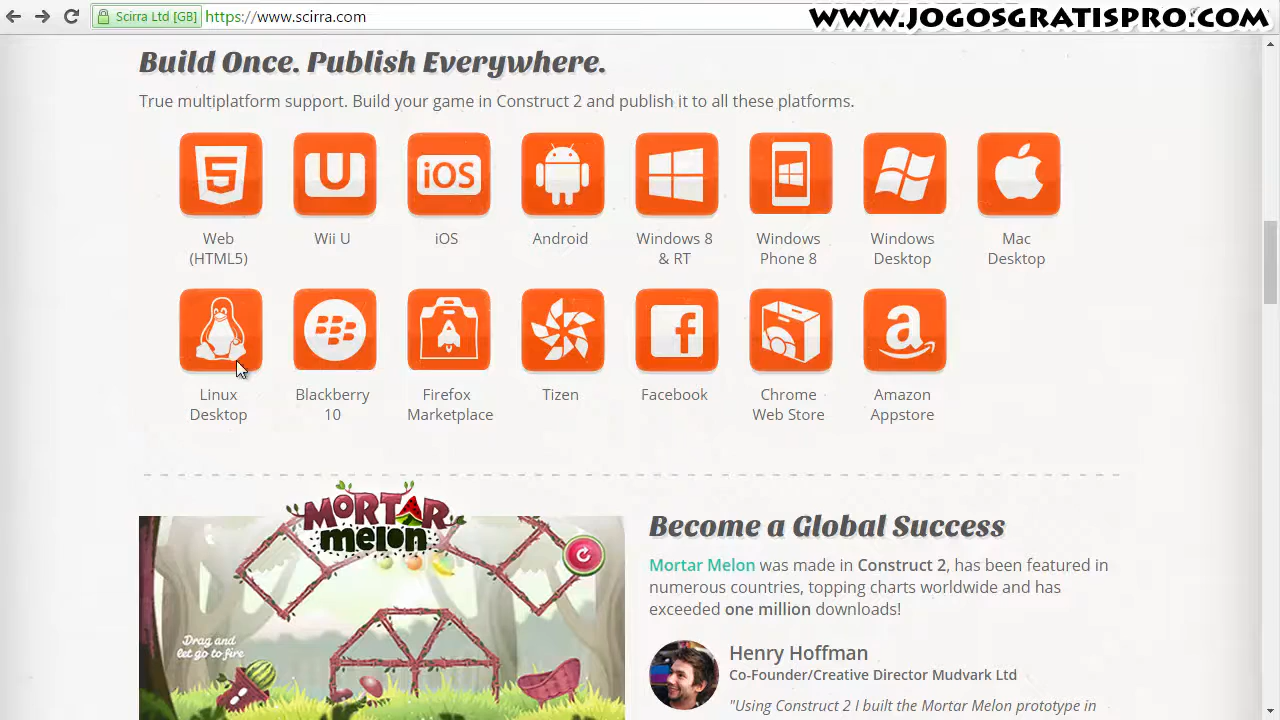 Scirra Ltd [GB] https://www.scirra.com
WWW.JOGOSGRATISPRO.COM
Build Once. Publish Everywhere.
True multiplatform support. Build your game in Construct 2 and publish it to all these platforms.
5 U iOS
Web Wii U iOS Android Windows 8 Windows Windows Mac
(HTML5) & RT Phone 8 Desktop Desktop
f a
Linux Blackberry Firefox Tizen Facebook Chrome Amazon
Desktop 10 Marketplace Web Store Appstore
MORTAR
melon
Drag and
let go to fire
Become a Global Success
Mortar Melon was made in Construct 2, has been featured in
numerous countries, topping charts worldwide and has
exceeded one million downloads!
Henry Hoffman
Co-Founder/Creative Director Mudvark Ltd
"Using Construct 2 I built the Mortar Melon prototype in